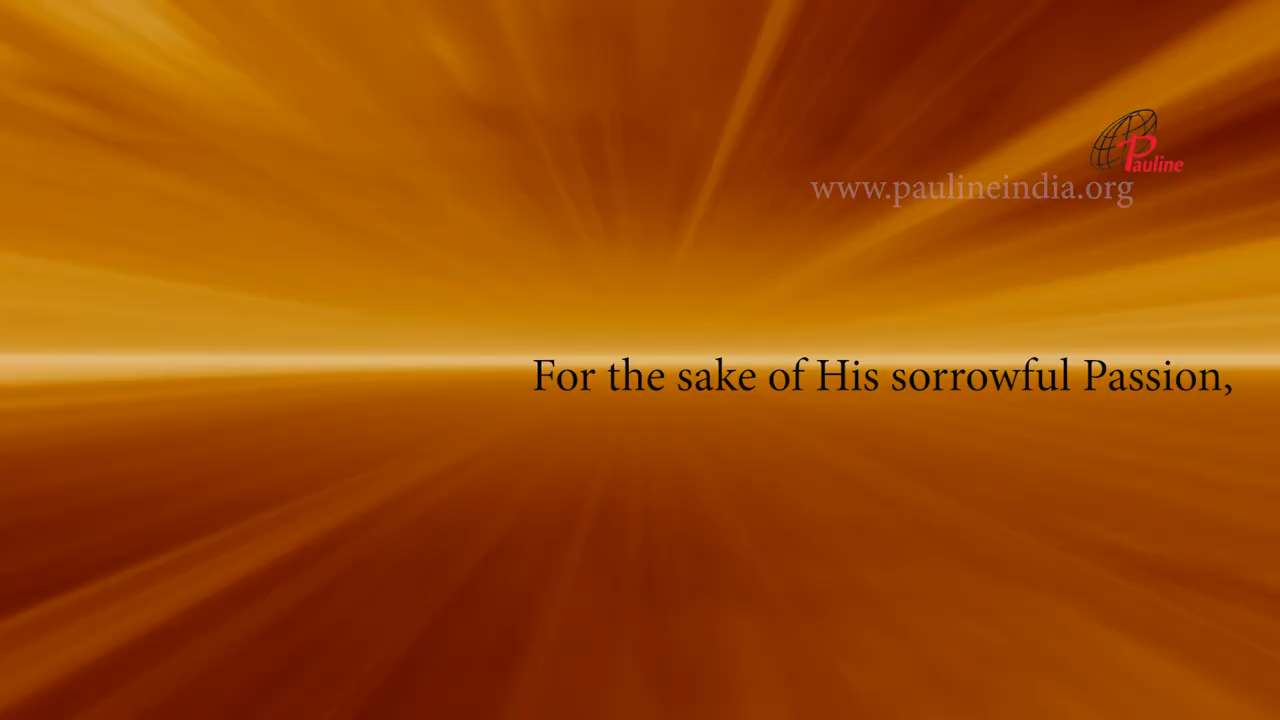 Pauline
www.paulineindia.org
For the sake of His sorrowful Passion,